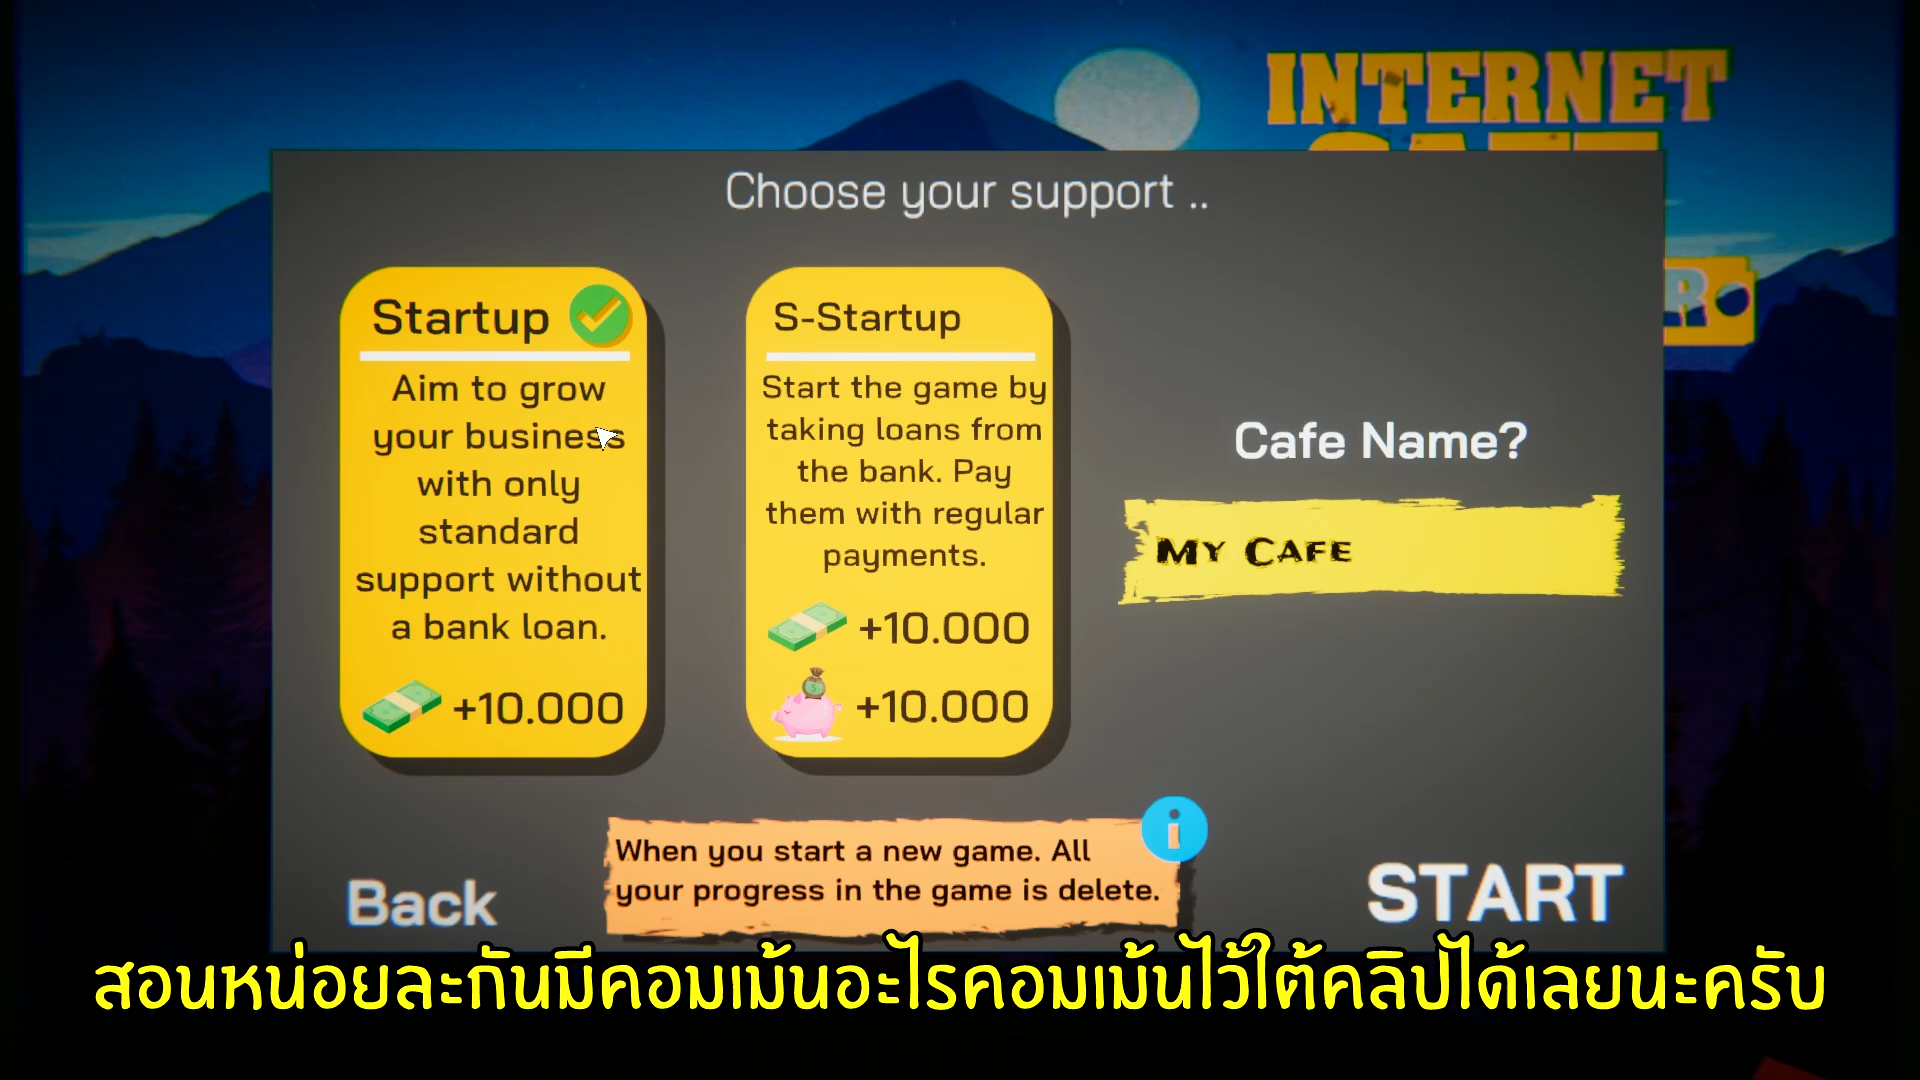 INTERNET
Choose your support ..
Startup
Aim to grow
your business
with only
standard
support without
a bank loan.
+10.000
S-Startup
Start the game by
taking loans from
the bank. Pay
them with regular
payments.
+10.000
+10.000
Cafe Name?
My Cafe
When you start a new game. All
your progress in the game is delete.
Back
START
สอนหน่อยละกันมีคอมเม้นอะไรคอมเม้นไว้ใต้คลิปได้เลยนะครับ